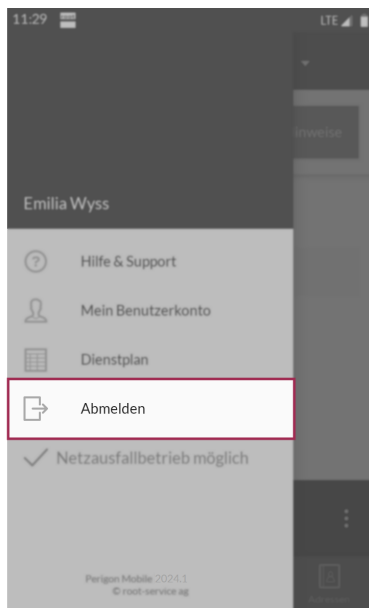 11:29
LTE
inweise
Emilia Wyss
Hilfe & Support
Mein Benutzerkonto
Dienstplan
Abmelden
Netzausfallbetrieb möglich
Perigon Mobile 2024.1
© root-service ag